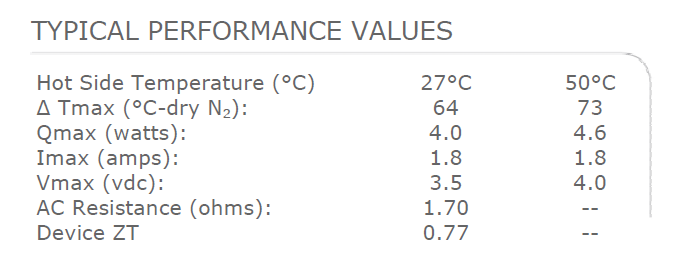 TYPICAL PERFORMANCE VALUES
Hot Side Temperature (°C) 27°C 50°C
Δ Tmax (°C-dry N₂): 64 73
Qmax (watts): 4.0 4.6
Imax (amps): 1.8 1.8
Vmax (vdc): 3.5 4.0
AC Resistance (ohms): 1.70 --
Device ZT 0.77 --